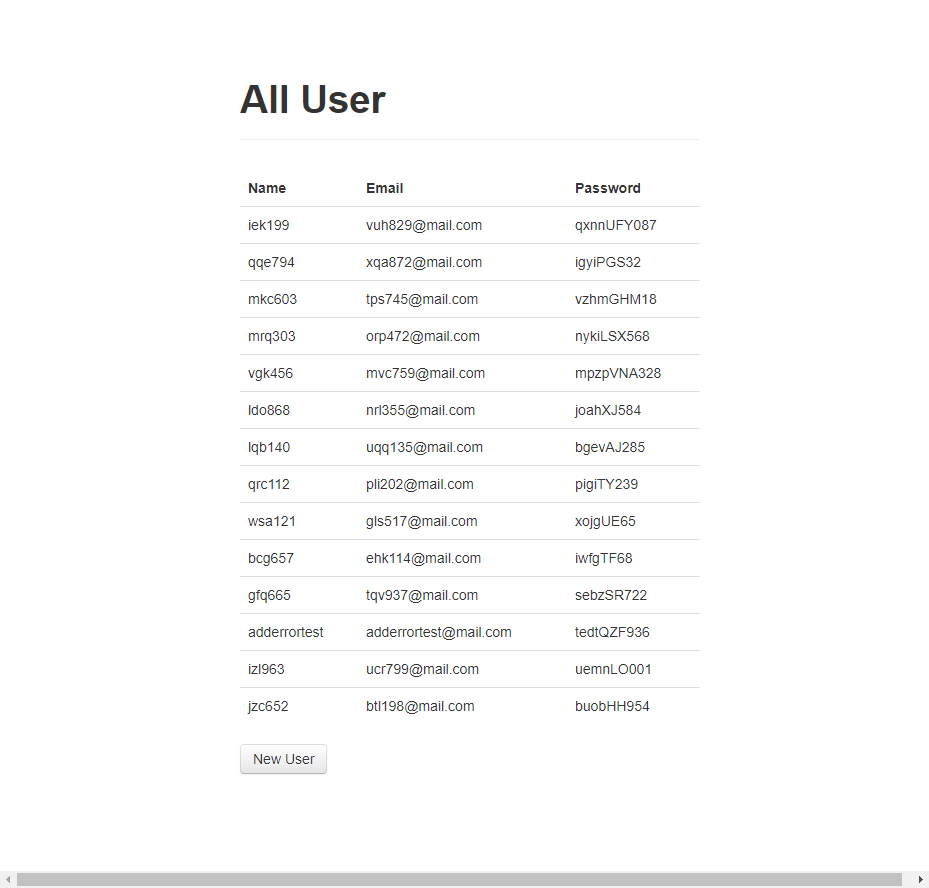 All User
Name Email Password
iek199 vuh829@mail.com qxnnUFY087
qqe794 xqa872@mail.com igyiPGS32
mkc603 tps745@mail.com vzhmGHM18
mrq303 orp472@mail.com nykiLSX568
vgk456 mvc759@mail.com mpzpVNA328
ldo868 nrl355@mail.com joahXJ584
lqb140 uqq135@mail.com bgevAJ285
qrc112 pli202@mail.com pigiTY239
wsa121 gls517@mail.com xojgUE65
bcg657 ehk114@mail.com iwfgTF68
gfq665 tqv937@mail.com sebzSR722
adderrortest adderrortest@mail.com tedtQZF936
izl963 ucr799@mail.com uemnLO001
jzc652 btl198@mail.com buobHH954
New User